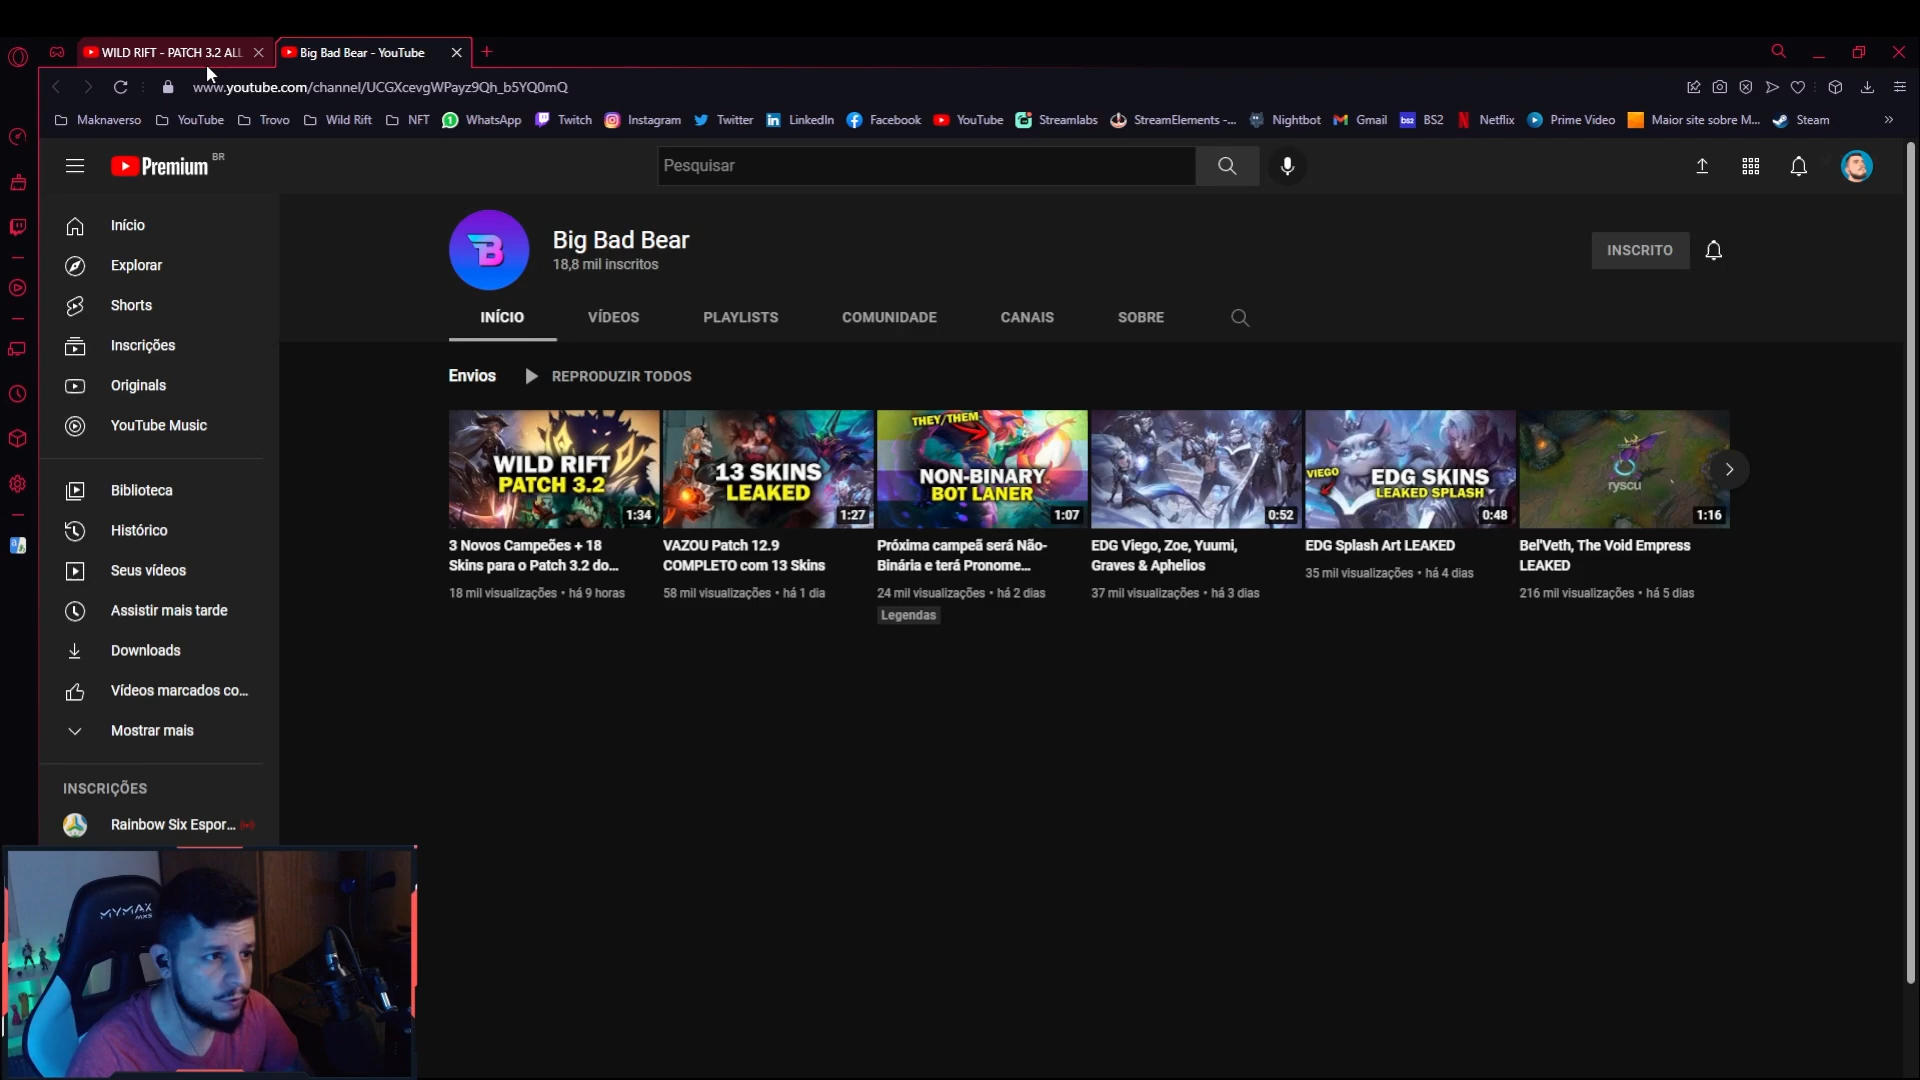 WILD RIFT - PATCH 3.2 ALL
Big Bad Bear - YouTube
www.youtube.com/channel/UCGXcevgWPayz9Qh_b5YQ0mQ
Maknaverso
YouTube
Trovo
Wild Rift
NFT
WhatsApp
Twitch
Instagram
Twitter
LinkedIn
Facebook
YouTube
Streamlabs
StreamElements -...
Nightbot
Gmail
BS2
Netflix
Prime Video
Maior site sobre M...
Steam
Premium
BR
Pesquisar
Início
Explorar
Shorts
Inscrições
Originals
YouTube Music
Biblioteca
Histórico
Seus vídeos
Assistir mais tarde
Downloads
Vídeos marcados co...
Mostrar mais
INSCRIÇÕES
Rainbow Six Espor...
Big Bad Bear
18,8 mil inscritos
INSCRITO
INÍCIO
VÍDEOS
PLAYLISTS
COMUNIDADE
CANAIS
SOBRE
Envios
REPRODUZIR TODOS
WILD RIFT
PATCH 3.2
1:34
3 Novos Campeões + 18
Skins para o Patch 3.2 do...
18 mil visualizações • há 9 horas
13 SKINS
LEAKED
1:27
VAZOU Patch 12.9
COMPLETO com 13 Skins
58 mil visualizações • há 1 dia
THEY/THEM
NON-BINARY
BOT LANER
1:07
Próxima campeã será Não-
Binária e terá Pronome...
24 mil visualizações • há 2 dias
Legendas
0:52
EDG Viego, Zoe, Yuumi,
Graves & Aphelios
37 mil visualizações • há 3 dias
VIEGO
EDG SKINS
LEAKED SPLASH
0:48
EDG Splash Art LEAKED
35 mil visualizações • há 4 dias
ryscu
1:16
Bel'Veth, The Void Empress
LEAKED
216 mil visualizações • há 5 dias
MYMAX
MX5